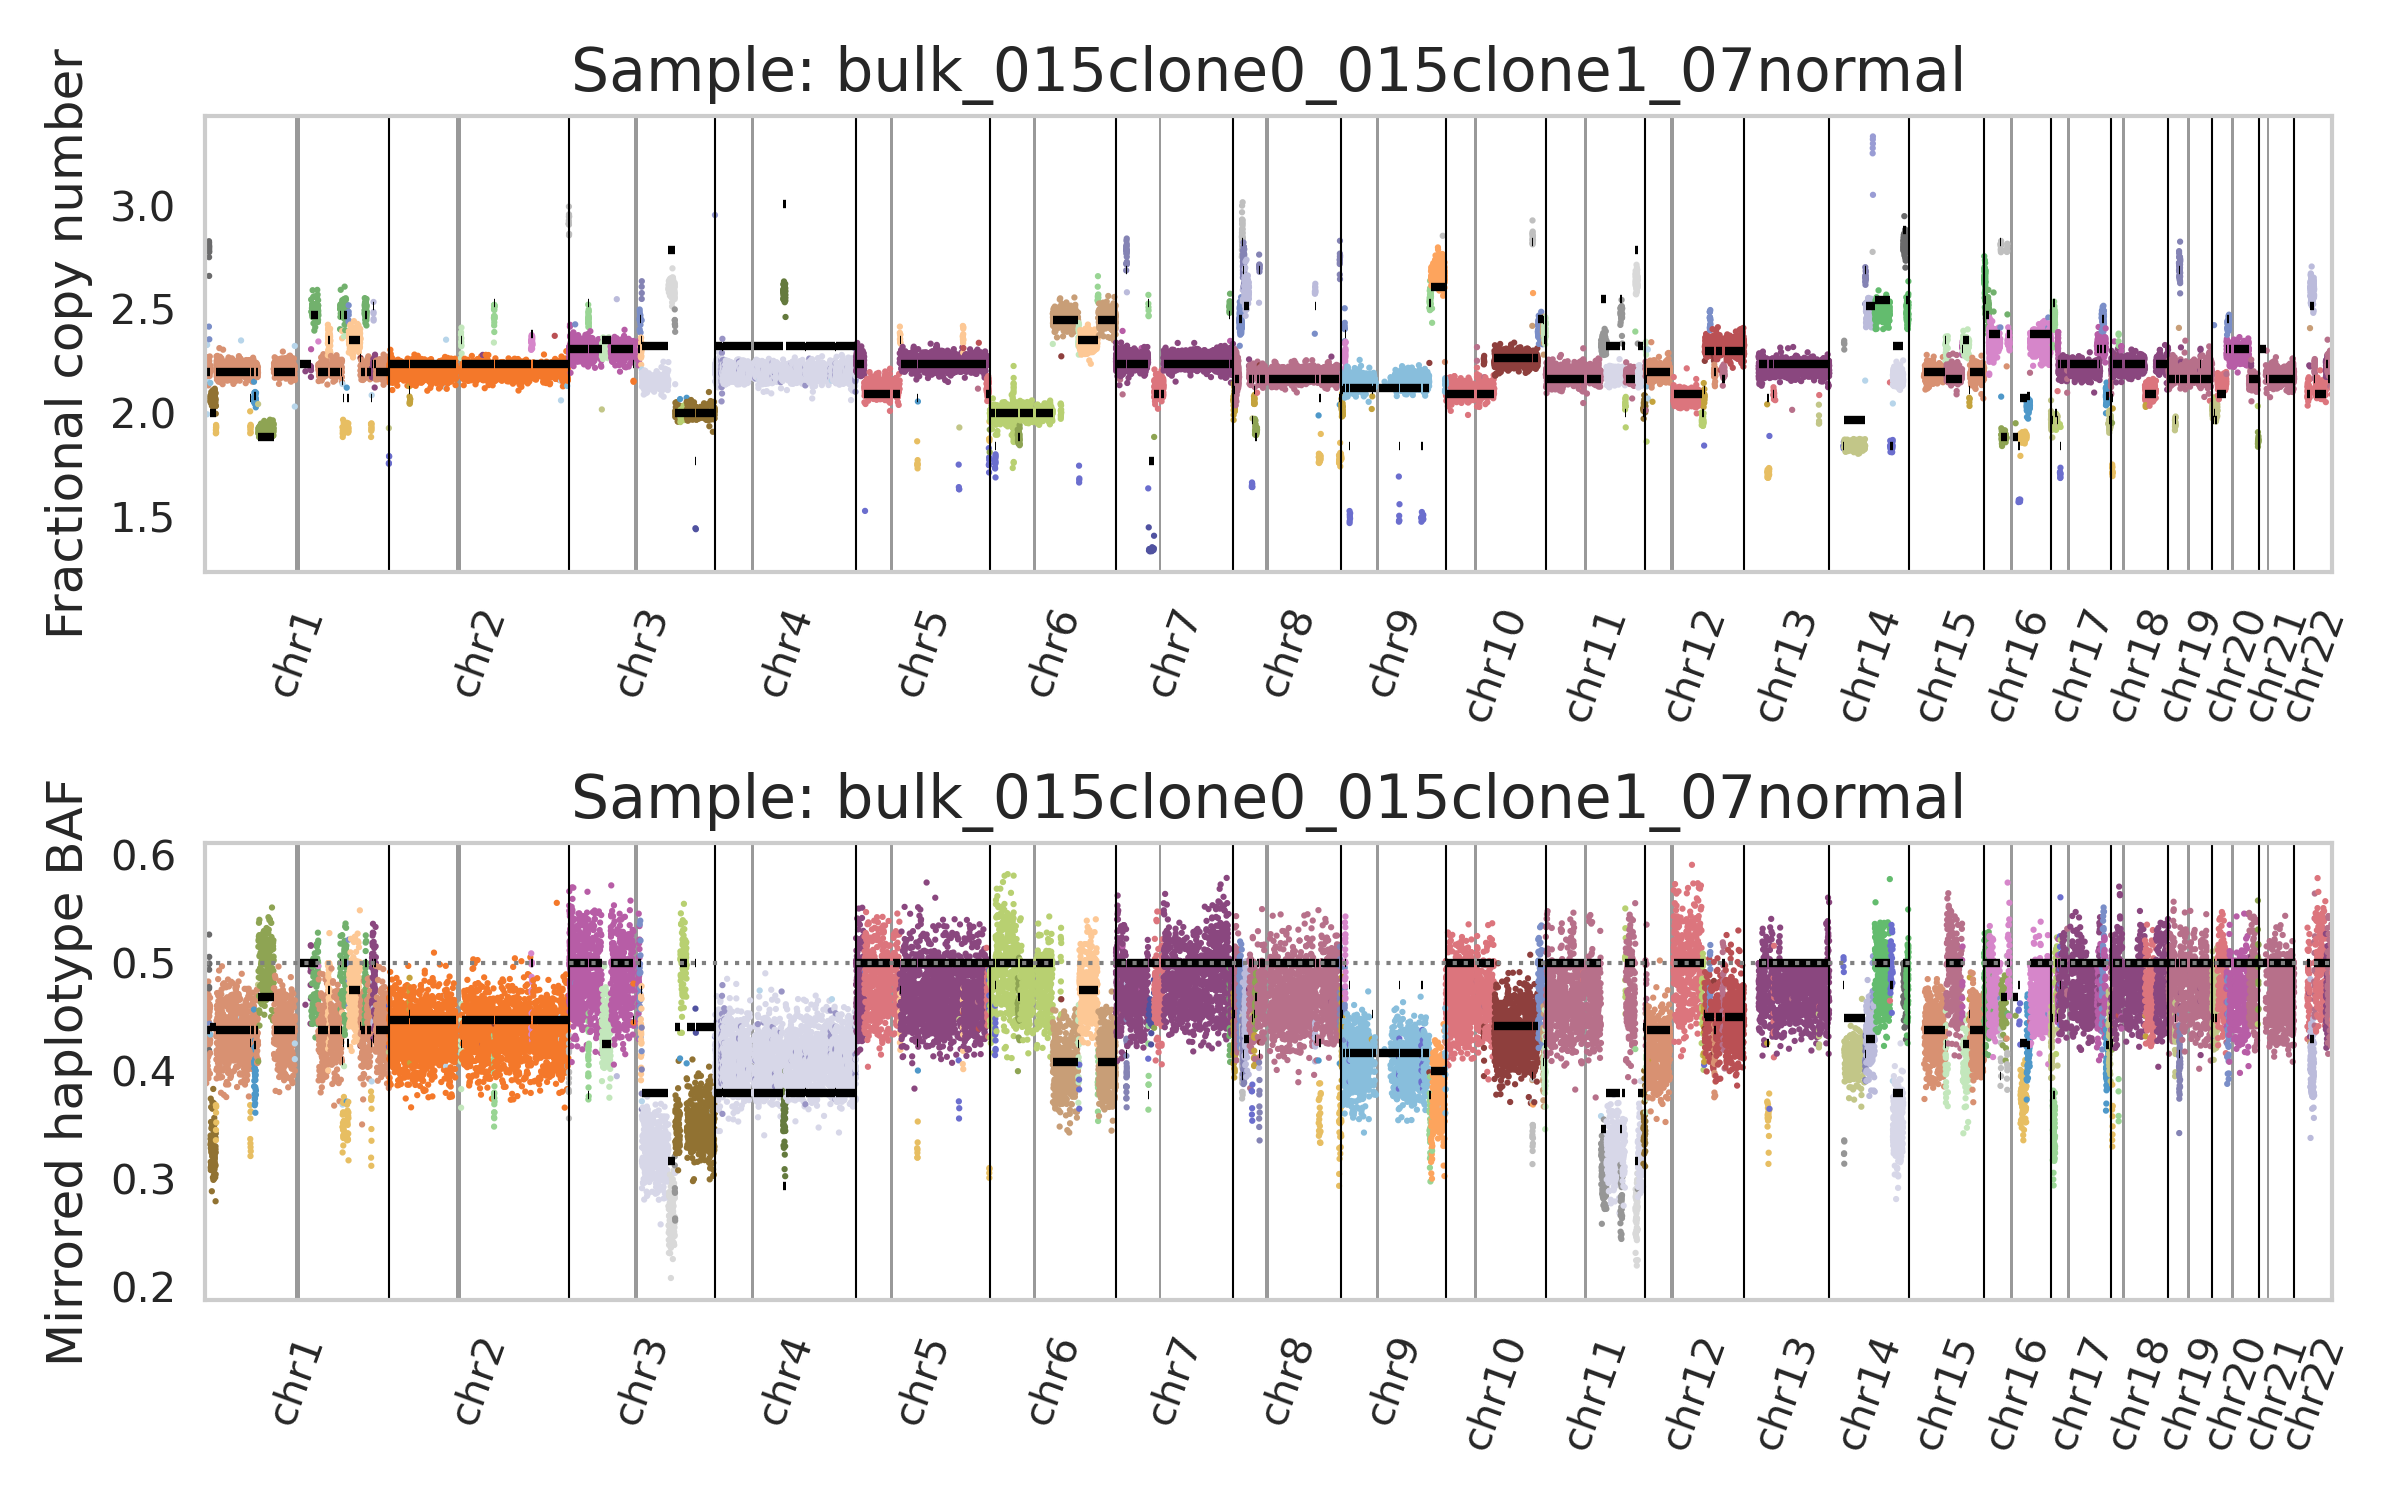 Sample: bulk_015clone0_015clone1_07normal
Fractional copy number
3.0
2.5
2.0
1.5
chr1 chr2 chr3 chr4 chr5 chr6 chr7 chr8 chr9 chr10 chr11 chr12 chr13 chr14 chr15 chr16 chr17 chr18 chr19 chr20 chr21 chr22
Sample: bulk_015clone0_015clone1_07normal
Mirrored haplotype BAF
0.6
0.5
0.4
0.3
0.2
chr1 chr2 chr3 chr4 chr5 chr6 chr7 chr8 chr9 chr10 chr11 chr12 chr13 chr14 chr15 chr16 chr17 chr18 chr19 chr20 chr21 chr22